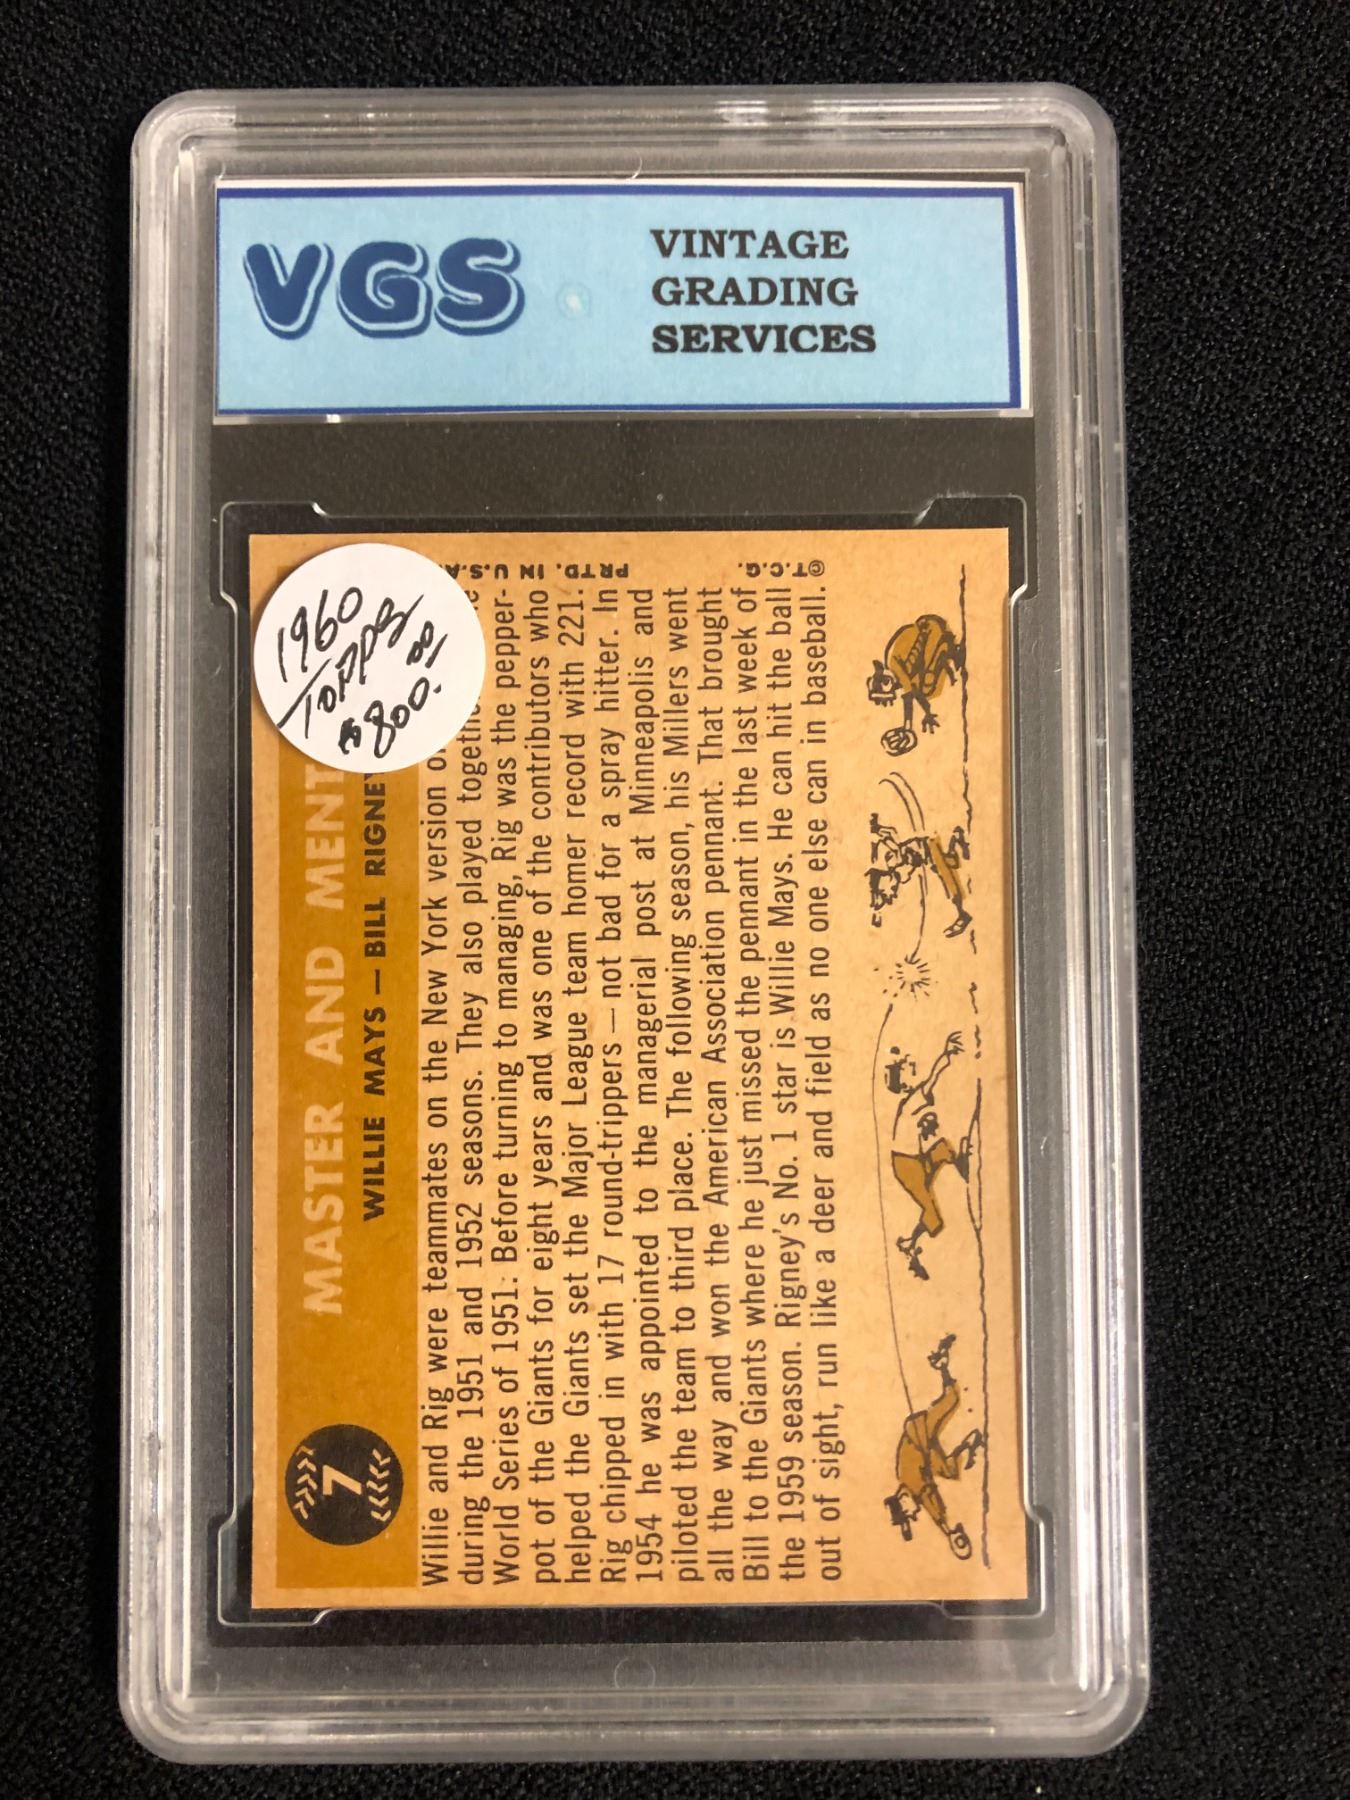 VGS
VINTAGE
GRADING
SERVICES
1960
TOPPS
$800.00
7
MASTER AND MENT
WILLIE MAYS — BILL RIGNEY
Willie and Rig were teammates on the New York version
during the 1951 and 1952 seasons. They also played
World Series of 1951. Before turning to managing, Rig was the pepper-
pot of the Giants for eight years and was one of the contributors who
helped the Giants set the Major League team homer record with 221.
Rig chipped in with 17 round-trippers — not bad for a spray hitter. In
1954 he was appointed to the managerial post at Minneapolis and
piloted the team to third place. The following season, his Millers went
all the way and won the American Association pennant. That brought
Bill to the Giants where he just missed the pennant in the last week of
the 1959 season. Rigney's No. 1 star is Willie Mays. He can hit the ball
out of sight, run like a deer and field as no one else can in baseball.
©T.C.G. PRTD. IN U.S.A.